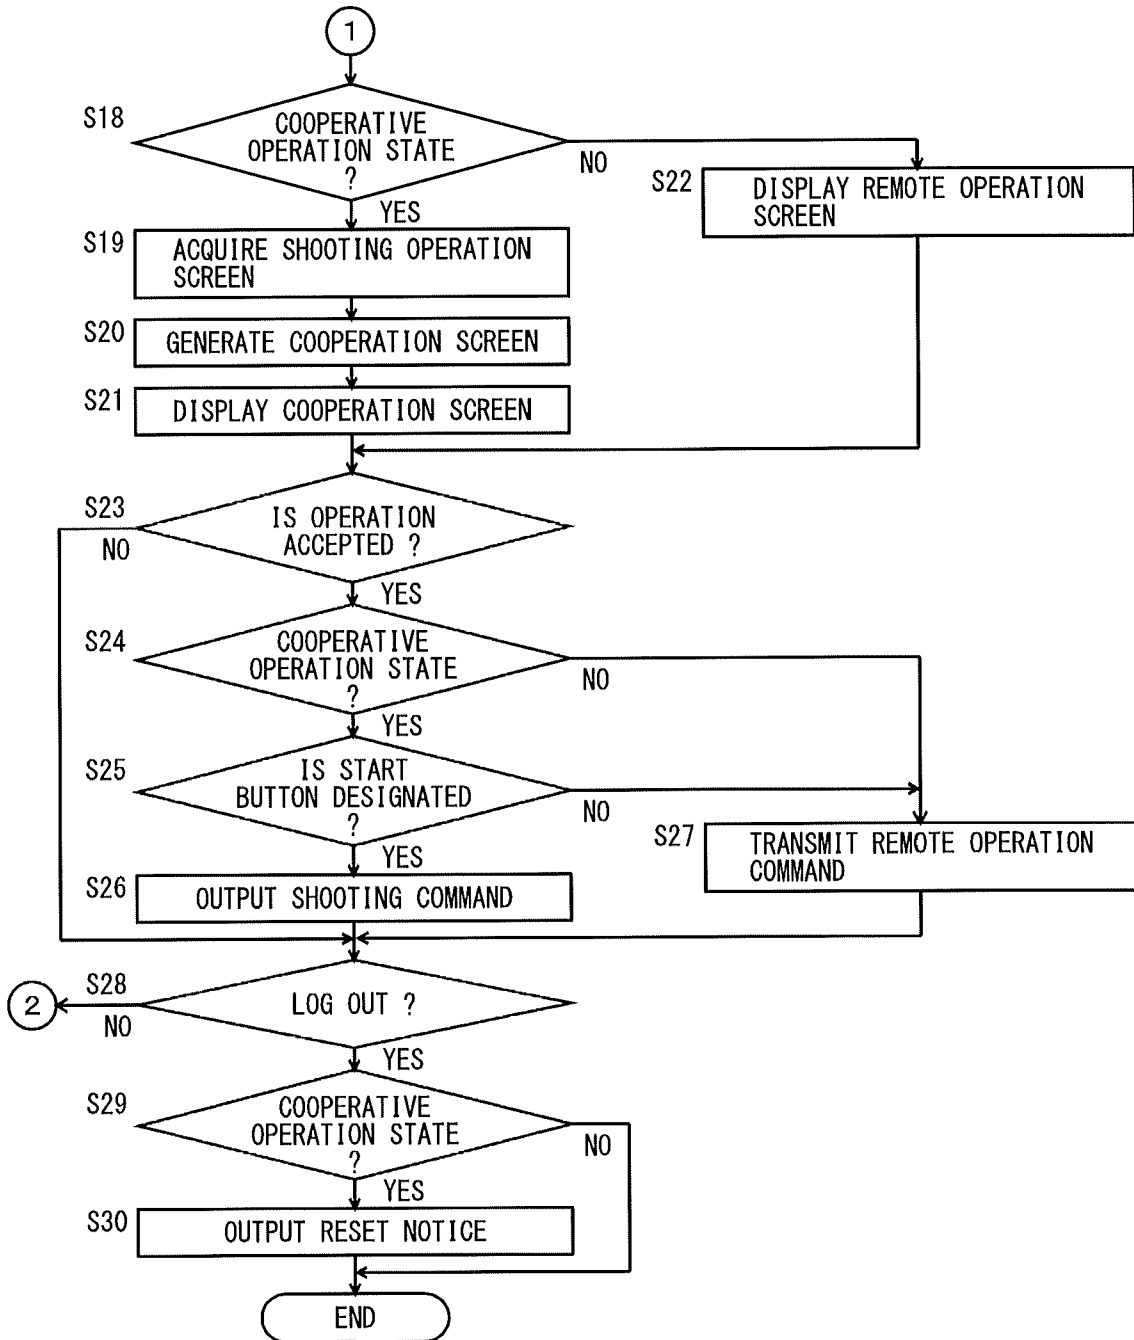 1
S18
COOPERATIVE
OPERATION STATE
?
NO
YES
S22
DISPLAY REMOTE OPERATION
SCREEN
S19
ACQUIRE SHOOTING OPERATION
SCREEN
S20
GENERATE COOPERATION SCREEN
S21
DISPLAY COOPERATION SCREEN
S23
IS OPERATION
ACCEPTED ?
NO
YES
S24
COOPERATIVE
OPERATION STATE
?
NO
YES
S25
IS START
BUTTON DESIGNATED
?
NO
YES
S27
TRANSMIT REMOTE OPERATION
COMMAND
S26
OUTPUT SHOOTING COMMAND
S28
2
LOG OUT ?
NO
YES
S29
COOPERATIVE
OPERATION STATE
?
NO
YES
S30
OUTPUT RESET NOTICE
END